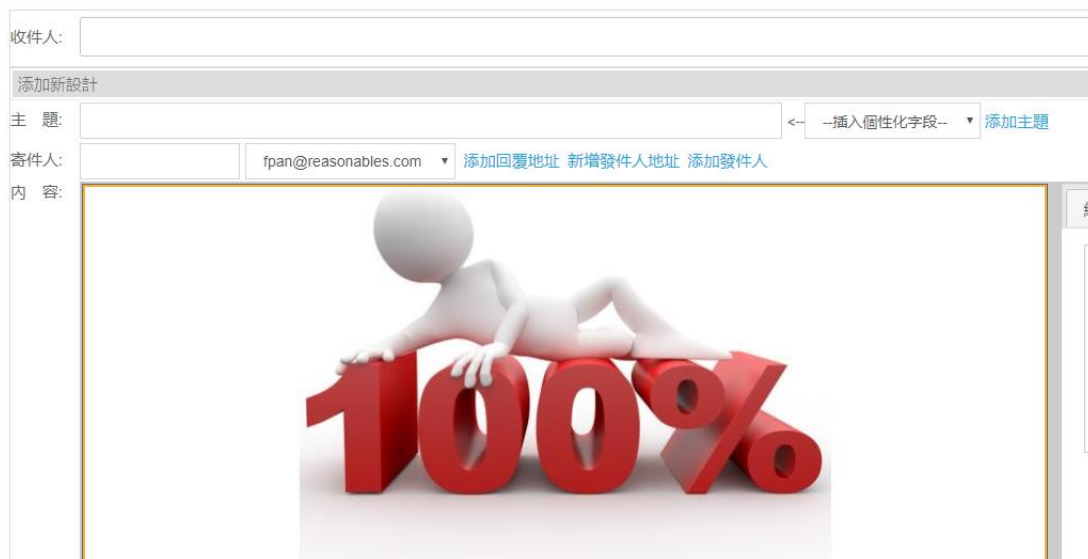 收件人:
添加新設計
主 題: <-- --插入個性化字段-- ▼ 添加主題
寄件人: fpan@reasonables.com ▼ 添加回覆地址 新增發件人地址 添加發件人
內 容:
100%